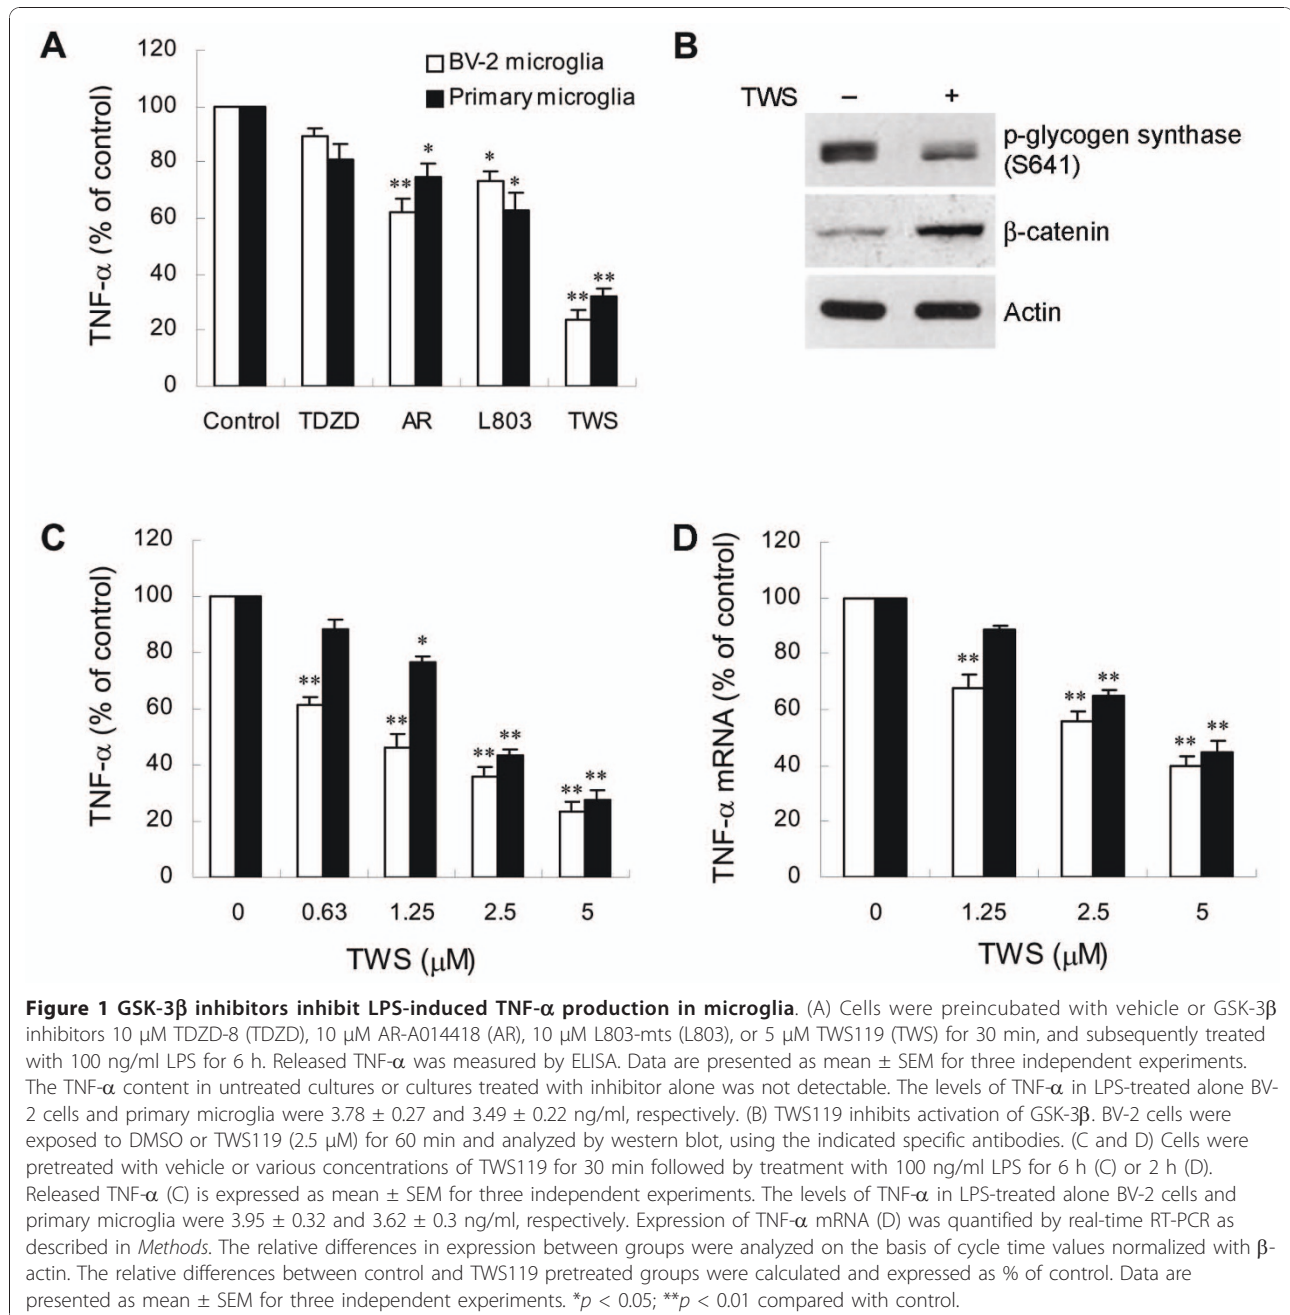 A
120
100
80
60
40
20
0
TNF-α (% of control)
BV-2 microglia
Primary microglia
**
*
*
*
**
**
Control TDZD AR L803 TWS
B
TWS – +
p-glycogen synthase
(S641)
β-catenin
Actin
C
120
100
80
60
40
20
0
TNF-α (% of control)
**
**
*
**
**
**
**
0 0.63 1.25 2.5 5
TWS (μM)
D
120
100
80
60
40
20
0
TNF-α mRNA (% of control)
**
**
**
**
**
0 1.25 2.5 5
TWS (μM)
Figure 1 GSK-3β inhibitors inhibit LPS-induced TNF-α production in microglia. (A) Cells were preincubated with vehicle or GSK-3β
inhibitors 10 μM TDZD-8 (TDZD), 10 μM AR-A014418 (AR), 10 μM L803-mts (L803), or 5 μM TWS119 (TWS) for 30 min, and subsequently treated
with 100 ng/ml LPS for 6 h. Released TNF-α was measured by ELISA. Data are presented as mean ± SEM for three independent experiments.
The TNF-α content in untreated cultures or cultures treated with inhibitor alone was not detectable. The levels of TNF-α in LPS-treated alone BV-
2 cells and primary microglia were 3.78 ± 0.27 and 3.49 ± 0.22 ng/ml, respectively. (B) TWS119 inhibits activation of GSK-3β. BV-2 cells were
exposed to DMSO or TWS119 (2.5 μM) for 60 min and analyzed by western blot, using the indicated specific antibodies. (C and D) Cells were
pretreated with vehicle or various concentrations of TWS119 for 30 min followed by treatment with 100 ng/ml LPS for 6 h (C) or 2 h (D).
Released TNF-α (C) is expressed as mean ± SEM for three independent experiments. The levels of TNF-α in LPS-treated alone BV-2 cells and
primary microglia were 3.95 ± 0.32 and 3.62 ± 0.3 ng/ml, respectively. Expression of TNF-α mRNA (D) was quantified by real-time RT-PCR as
described in Methods. The relative differences in expression between groups were analyzed on the basis of cycle time values normalized with β-
actin. The relative differences between control and TWS119 pretreated groups were calculated and expressed as % of control. Data are
presented as mean ± SEM for three independent experiments. *p < 0.05; **p < 0.01 compared with control.